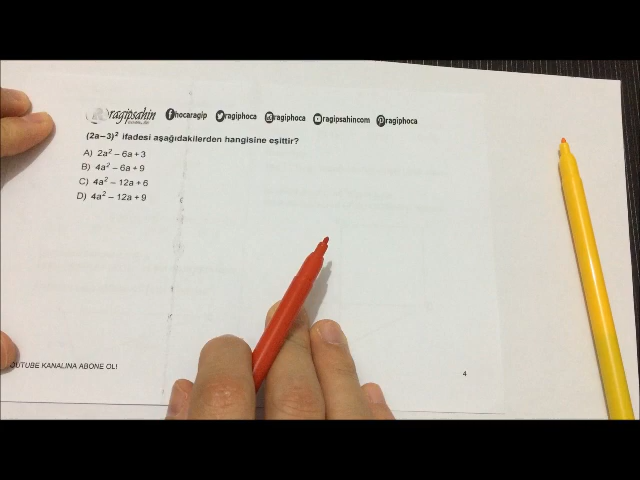 ragipsahin hocaragip ragiphoca ragiphoca ragipsahincom ragiphoca
(2a–3)² ifadesi aşağıdakilerden hangisine eşittir?
A) 2a² – 6a + 3
B) 4a² – 6a + 9
C) 4a² – 12a + 6
D) 4a² – 12a + 9
OUTUBE KANALINA ABONE OL!
4